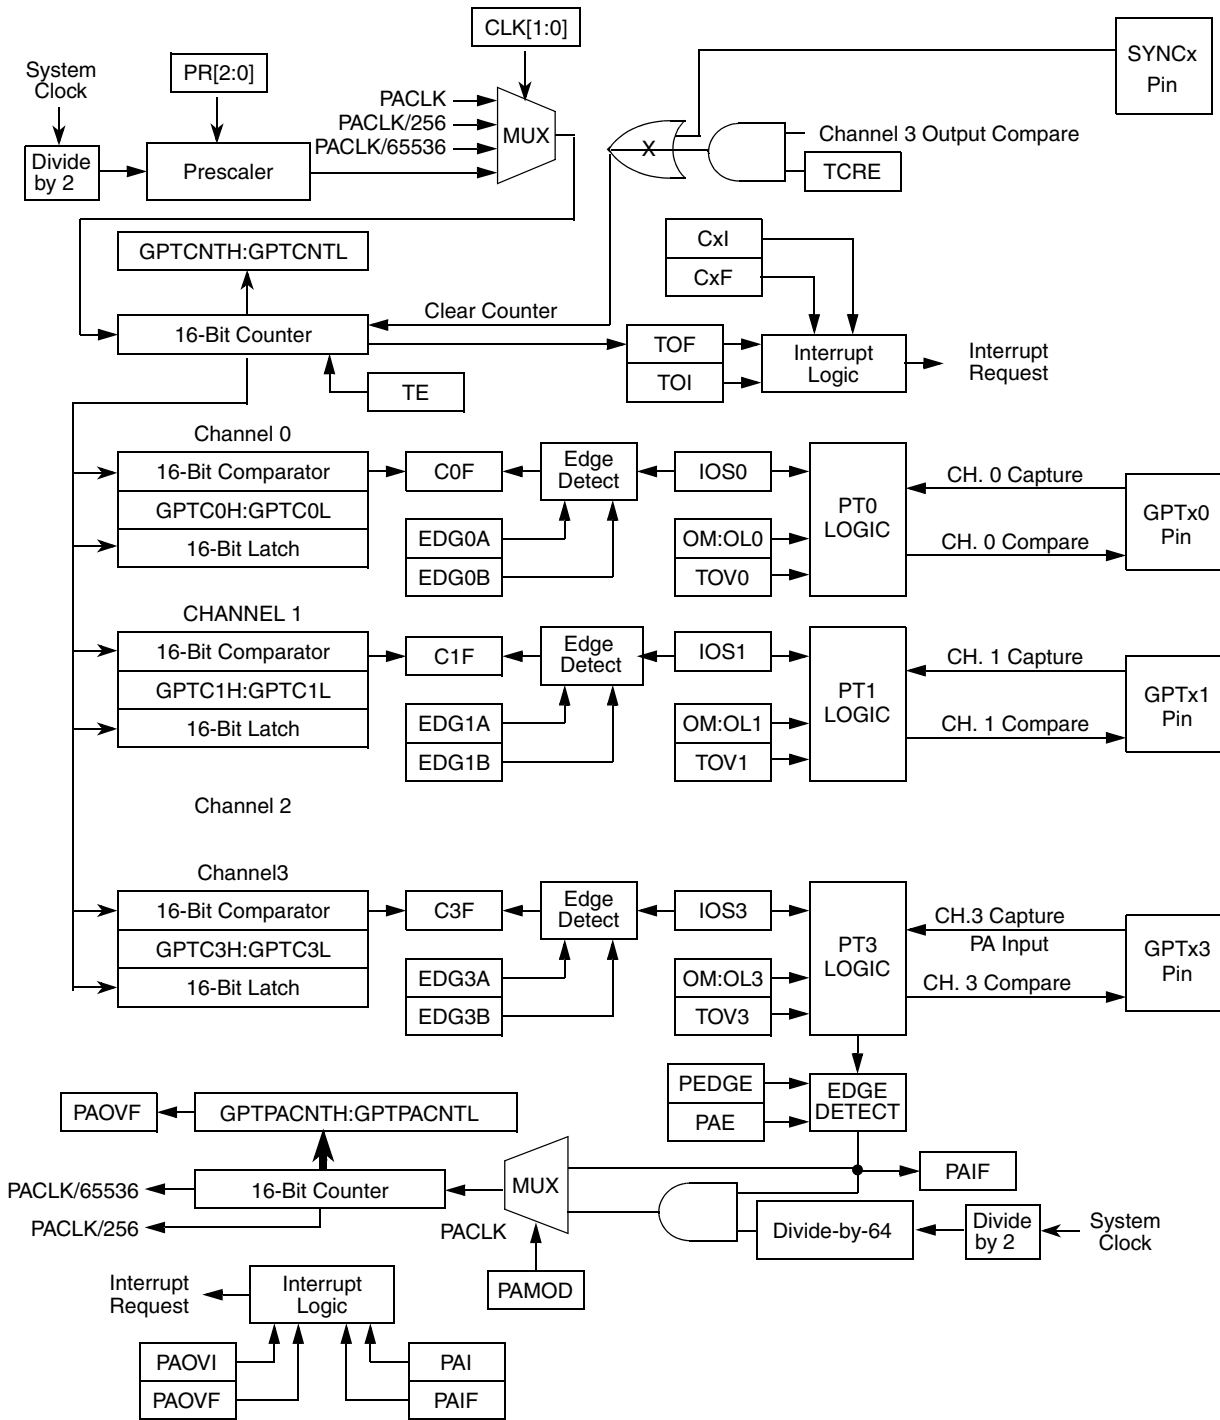 CLK[1:0]
SYNCx
Pin
System
Clock
PR[2:0]
PACLK
PACLK/256
PACLK/65536
MUX
X
Channel 3 Output Compare
TCRE
Divide
by 2
Prescaler
GPTCNTH:GPTCNTL
CxI
CxF
Clear Counter
16-Bit Counter
TOF
TOI
Interrupt
Logic
Interrupt
Request
TE
Channel 0
16-Bit Comparator
GPTC0H:GPTC0L
16-Bit Latch
C0F
Edge
Detect
IOS0
EDG0A
EDG0B
OM:OL0
TOV0
PT0
LOGIC
CH. 0 Capture
CH. 0 Compare
GPTx0
Pin
CHANNEL 1
16-Bit Comparator
GPTC1H:GPTC1L
16-Bit Latch
C1F
Edge
Detect
IOS1
EDG1A
EDG1B
OM:OL1
TOV1
PT1
LOGIC
CH. 1 Capture
CH. 1 Compare
GPTx1
Pin
Channel 2
Channel3
16-Bit Comparator
GPTC3H:GPTC3L
16-Bit Latch
C3F
Edge
Detect
IOS3
EDG3A
EDG3B
OM:OL3
TOV3
PT3
LOGIC
CH.3 Capture
PA Input
CH. 3 Compare
GPTx3
Pin
PEDGE
PAE
EDGE
DETECT
PAOVF
GPTPACNTH:GPTPACNTL
PACLK/65536
PACLK/256
16-Bit Counter
PACLK
MUX
PAIF
Divide-by-64
Divide
by 2
System
Clock
PAMOD
Interrupt
Request
Interrupt
Logic
PAOVI
PAOVF
PAI
PAIF